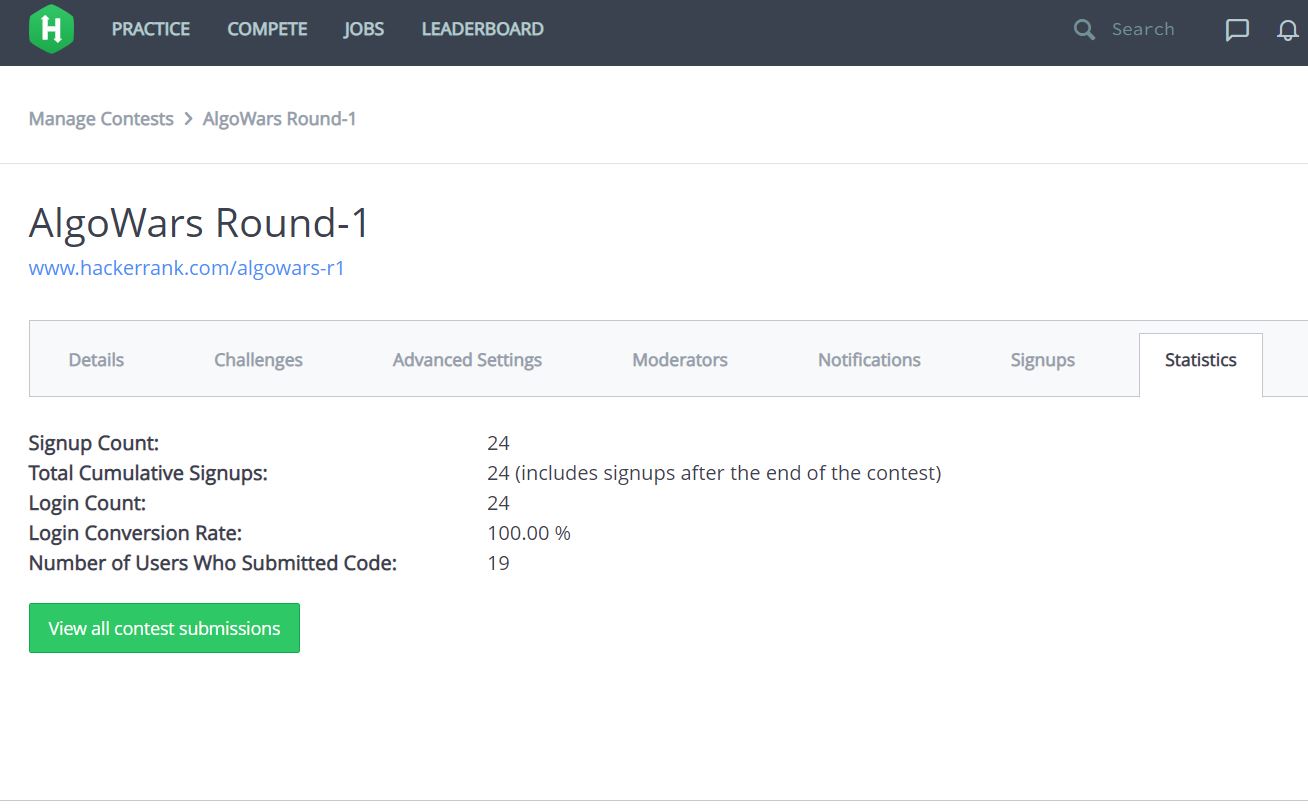 H PRACTICE COMPETE JOBS LEADERBOARD Search
Manage Contests > AlgoWars Round-1
AlgoWars Round-1
www.hackerrank.com/algowars-r1
Details Challenges Advanced Settings Moderators Notifications Signups Statistics
Signup Count: 24
Total Cumulative Signups: 24 (includes signups after the end of the contest)
Login Count: 24
Login Conversion Rate: 100.00 %
Number of Users Who Submitted Code: 19
View all contest submissions